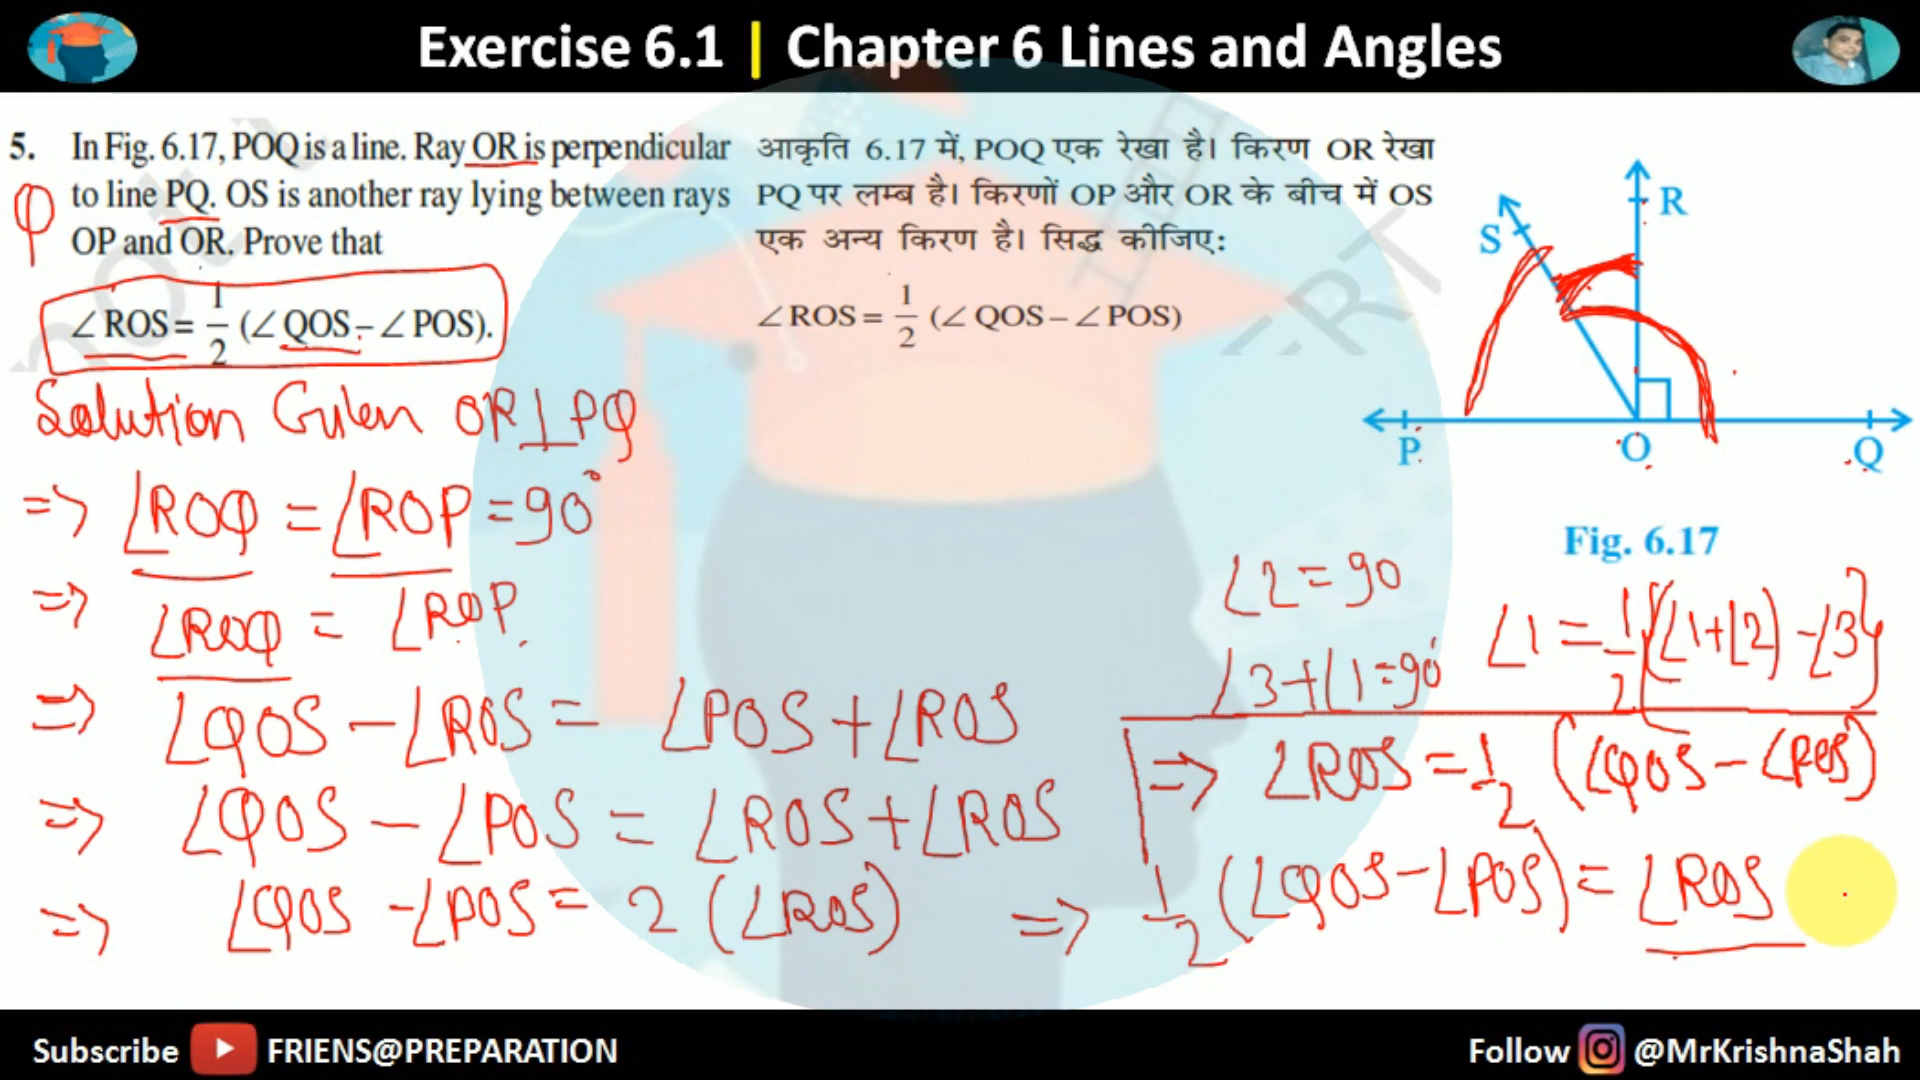 Exercise 6.1 | Chapter 6 Lines and Angles
5. In Fig. 6.17, POQ is a line. Ray OR is perpendicular
to line PQ. OS is another ray lying between rays
OP and OR. Prove that
∠ROS = 1/2 (∠QOS – ∠POS).
आकृति 6.17 में, POQ एक रेखा है। किरण OR रेखा
PQ पर लम्ब है। किरणों OP और OR के बीच में OS
एक अन्य किरण है। सिद्ध कीजिए:
∠ROS = 1/2 (∠QOS – ∠POS)
R
S
P
O
Q
Fig. 6.17
φ
Solution Given OR⊥PQ
=> ∠ROQ = ∠ROP = 90°
=> ∠ROQ = ∠ROP
=> ∠QOS – ∠ROS = ∠POS + ∠ROS
=> ∠QOS – ∠POS = ∠ROS + ∠ROS
=> ∠QOS – ∠POS = 2 (∠ROS)
=> 1/2 (∠QOS – ∠POS) = ∠ROS
∠2 = 90
∠3 + ∠1 = 90°
∠1 = 1/2 {(∠1 + ∠2) – ∠3}
=> ∠ROS = 1/2 (∠QOS – ∠POS)
Subscribe FRIENS@PREPARATION
Follow @MrKrishnaShah